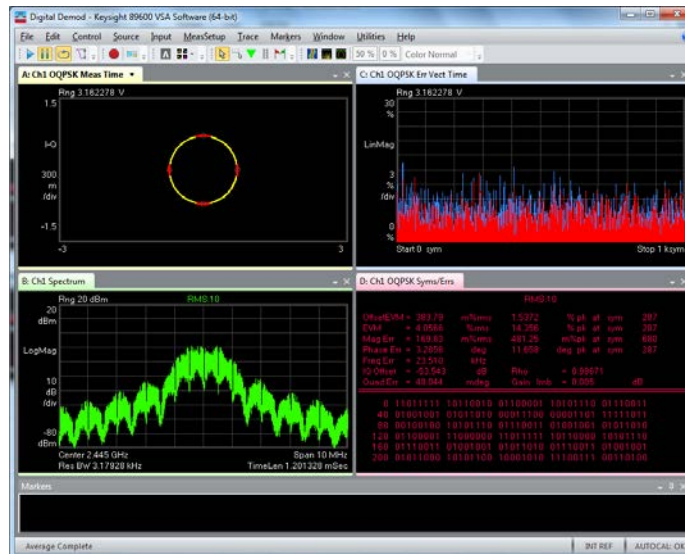 Digital Demod - Keysight 89600 VSA Software (64-bit)
File Edit Control Source Input MeasSetup Trace Markers Window Utilities Help
50 % 0 % Color Normal
A: Ch1 OQPSK Meas Time
Rng 3.162278 V
1.5
I-Q
300
m
/div
-1.5
-3 3
C: Ch1 OQPSK Err Vect Time
Rng 3.162278 V
30
%
LinMag
3
%
/div
0
%
Start 0 sym Stop 1 ksym
B: Ch1 Spectrum
Rng 20 dBm RMS:10
20
dBm
LogMag
10
dB
/div
-80
dBm
Center 2.445 GHz Span 10 MHz
Res BW 3.17928 kHz TimeLen 1.201328 mSec
D: Ch1 OQPSK Syms/Errs
RMS:10
OffsetEVM = 383.79 m%rms 1.5372 % pk at sym 287
EVM = 4.0566 %rms 14.356 % pk at sym 287
Mag Err = 169.63 m%rms 481.25 m%pk at sym 680
Phase Err = 3.2656 deg 11.659 deg pk at sym 287
Freq Err = 23.510 kHz
IQ Offset = -53.543 dB Rho = 0.99671
Quad Err = 49.044 mdeg Gain Imb = 0.005 dB
0 11011111 10110010 01100001 10101110 01110011
40 01001001 01011010 00011100 00001101 11111011
80 00100100 10101110 01110011 01001001 01011010
120 01100001 11000000 11011111 10110000 10101110
160 01110011 01001001 01011010 01110011 01001001
200 01011000 10101100 10001010 11100111 00110100
Markers
Average Complete INT REF AUTOCAL: OK